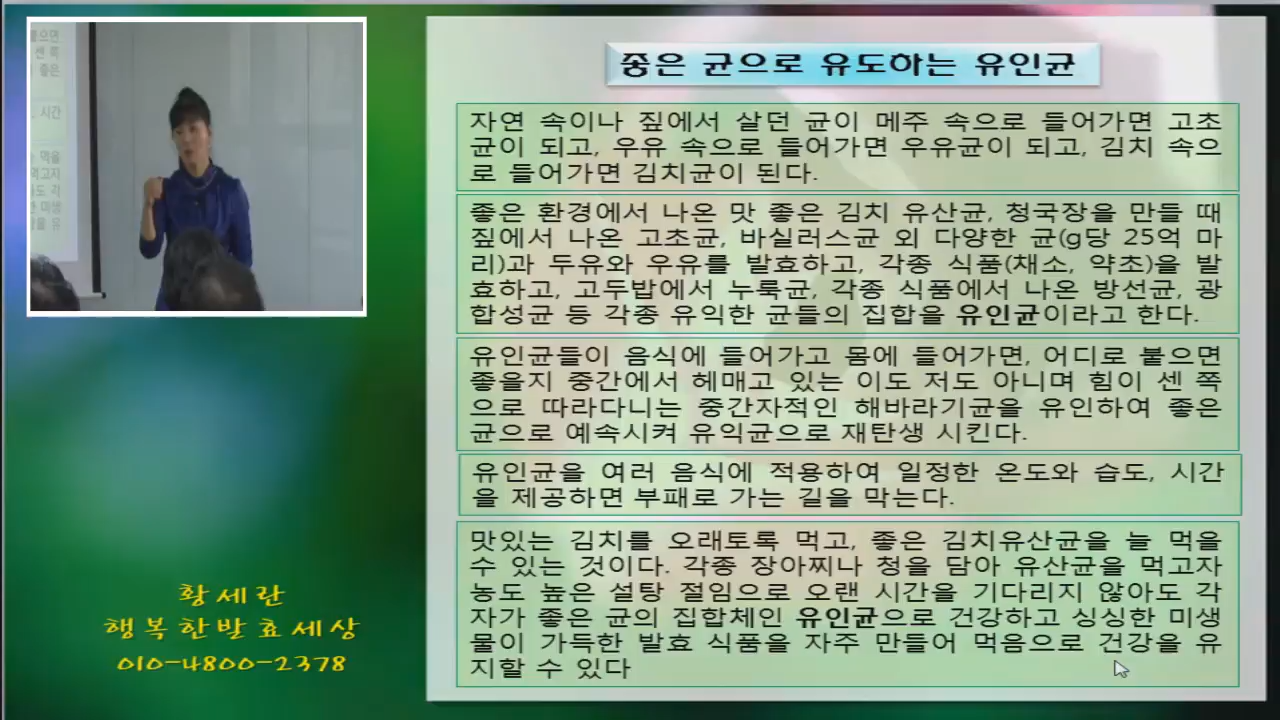 좋은 균으로 유도하는 유인균
자연 속이나 짚에서 살던 균이 메주 속으로 들어가면 고초
균이 되고, 우유 속으로 들어가면 우유균이 되고, 김치 속으
로 들어가면 김치균이 된다.
좋은 환경에서 나온 맛 좋은 김치 유산균, 청국장을 만들 때
짚에서 나온 고초균, 바실러스균 외 다양한 균(g당 25억 마
리)과 두유와 우유를 발효하고, 각종 식품(채소, 약초)을 발
효하고, 고두밥에서 누룩균, 각종 식품에서 나온 방선균, 광
합성균 등 각종 유익한 균들의 집합을 유인균이라고 한다.
유인균들이 음식에 들어가고 몸에 들어가면, 어디로 붙으면
좋을지 중간에서 헤매고 있는 이도 저도 아니며 힘이 센 쪽
으로 따라다니는 중간자적인 해바라기균을 유인하여 좋은
균으로 예속시켜 유익균으로 재탄생 시킨다.
유인균을 여러 음식에 적용하여 일정한 온도와 습도, 시간
을 제공하면 부패로 가는 길을 막는다.
맛있는 김치를 오래토록 먹고, 좋은 김치유산균을 늘 먹을
수 있는 것이다. 각종 장아찌나 청을 담아 유산균을 먹고자
농도 높은 설탕 절임으로 오랜 시간을 기다리지 않아도 각
자가 좋은 균의 집합체인 유인균으로 건강하고 싱싱한 미생
물이 가득한 발효 식품을 자주 만들어 먹음으로 건강을 유
지할 수 있다
황세란
행복한발효세상
010-4800-2378